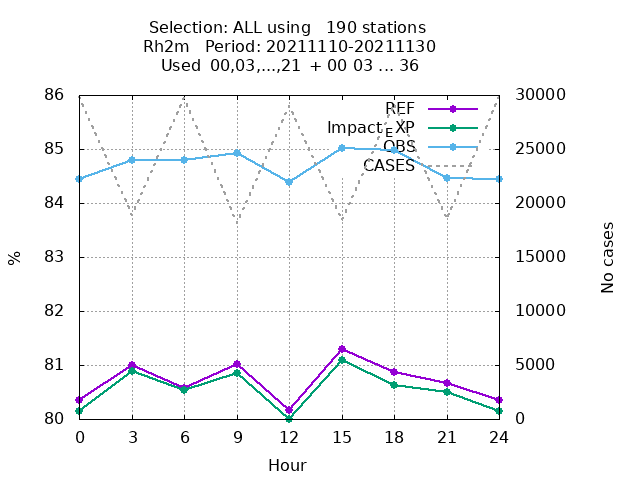 Selection: ALL using   190 stations
Rh2m   Period: 20211110-20211130
Used  00,03,...,21  + 00 03 ... 36
86
85
84
83
82
81
80
30000
25000
20000
15000
10000
5000
0
REF
Impact_EXP
OBS
CASES
%
No cases
0 3 6 9 12 15 18 21 24
Hour